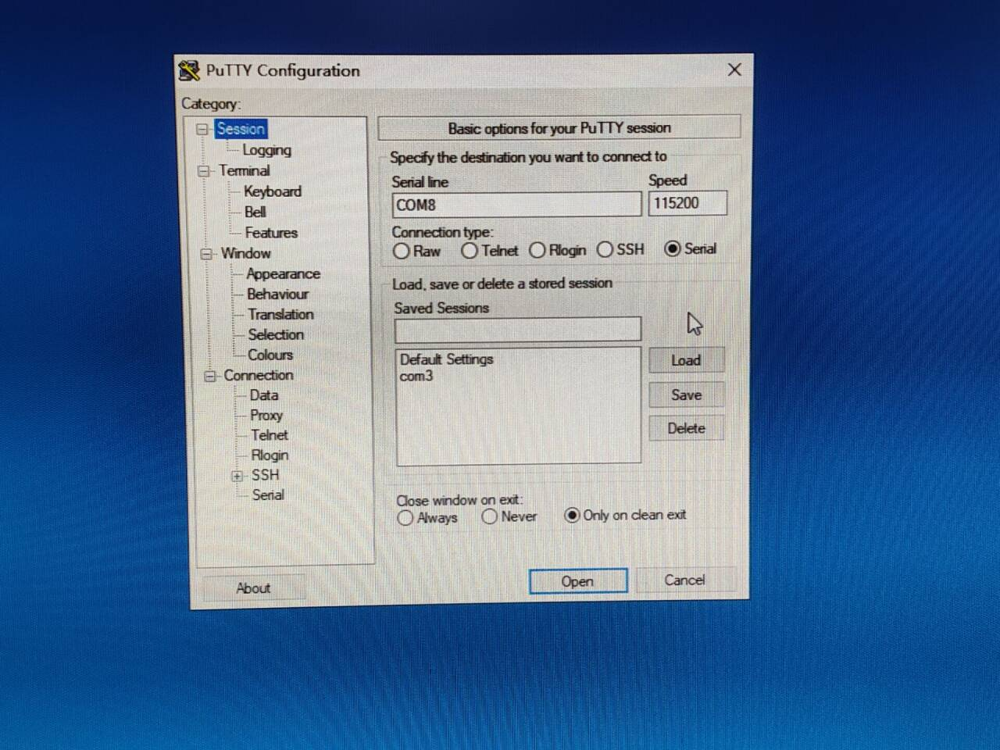 PuTTY Configuration
Category:
Session
Logging
Terminal
Keyboard
Bell
Features
Window
Appearance
Behaviour
Translation
Selection
Colours
Connection
Data
Proxy
Telnet
Rlogin
SSH
Serial
About
Basic options for your PuTTY session
Specify the destination you want to connect to
Serial line Speed
COM8 115200
Connection type:
Raw Telnet Rlogin SSH Serial
Load, save or delete a stored session
Saved Sessions
Default Settings
com3
Load
Save
Delete
Close window on exit:
Always Never Only on clean exit
Open Cancel